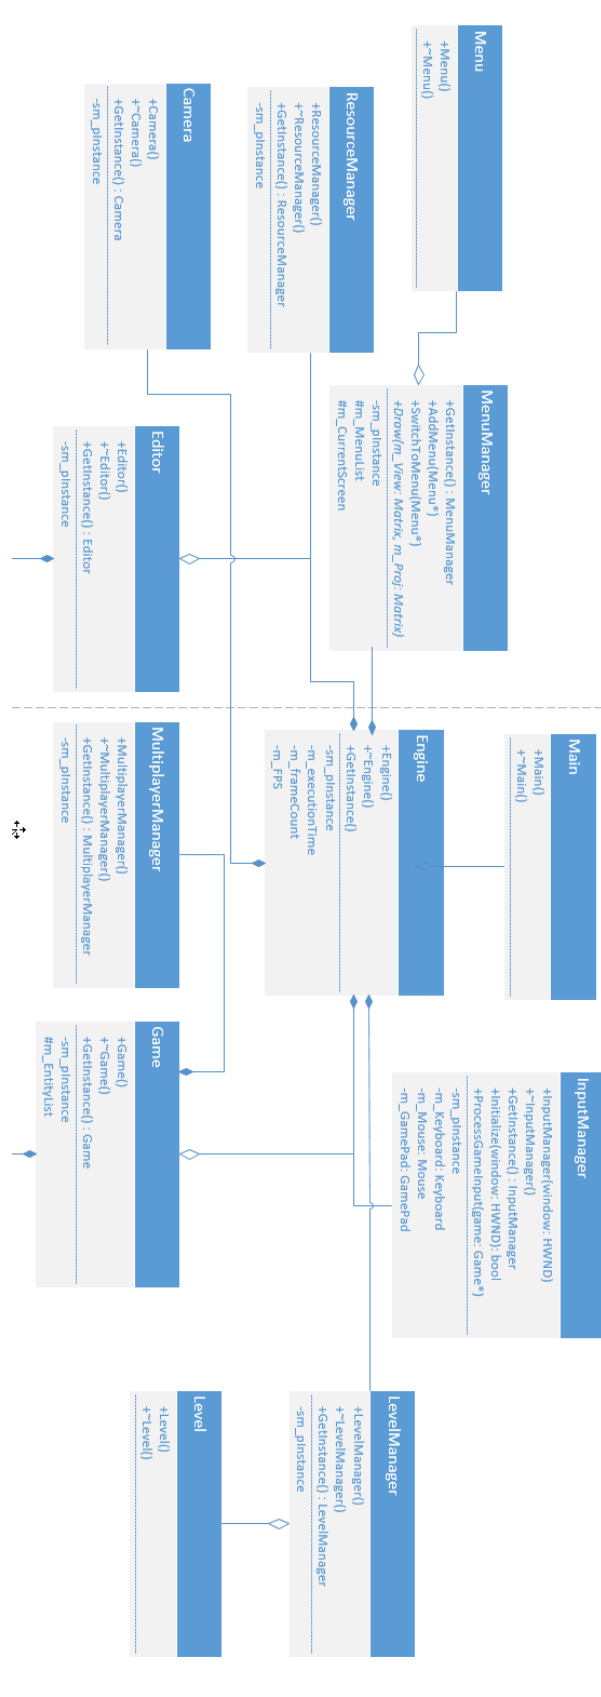 Menu
+Menu()
+~Menu()
ResourceManager
+ResourceManager()
+~ResourceManager()
+GetInstance() : ResourceManager
-sm_pInstance
Camera
+Camera()
+~Camera()
+GetInstance() : Camera
-sm_pInstance
MenuManager
+GetInstance() : MenuManager
+AddMenu(Menu*)
+SwitchToMenu(Menu*)
+Draw(m_View: Matrix, m_Proj: Matrix)
-sm_pInstance
#m_MenuList
#m_CurrentScreen
Editor
+Editor()
+~Editor()
+GetInstance() : Editor
-sm_pInstance
Main
+Main()
+~Main()
Engine
+Engine()
+~Engine()
+GetInstance()
-sm_pInstance
-m_executionTime
-m_frameCount
-m_FPS
MultiplayerManager
+MultiplayerManager()
+~MultiplayerManager()
+GetInstance() : MultiplayerManager
-sm_pInstance
Game
+Game()
+~Game()
+GetInstance() : Game
-sm_pInstance
#m_EntityList
InputManager
+InputManager(window: HWND)
+~InputManager()
+GetInstance() : InputManager
+Initialize(window: HWND): bool
+ProcessGameInput(game: Game*)
-sm_pInstance
-m_Keyboard: Keyboard
-m_Mouse: Mouse
-m_GamePad: GamePad
LevelManager
+LevelManager()
+~LevelManager()
+GetInstance() : LevelManager
-sm_pInstance
Level
+Level()
+~Level()